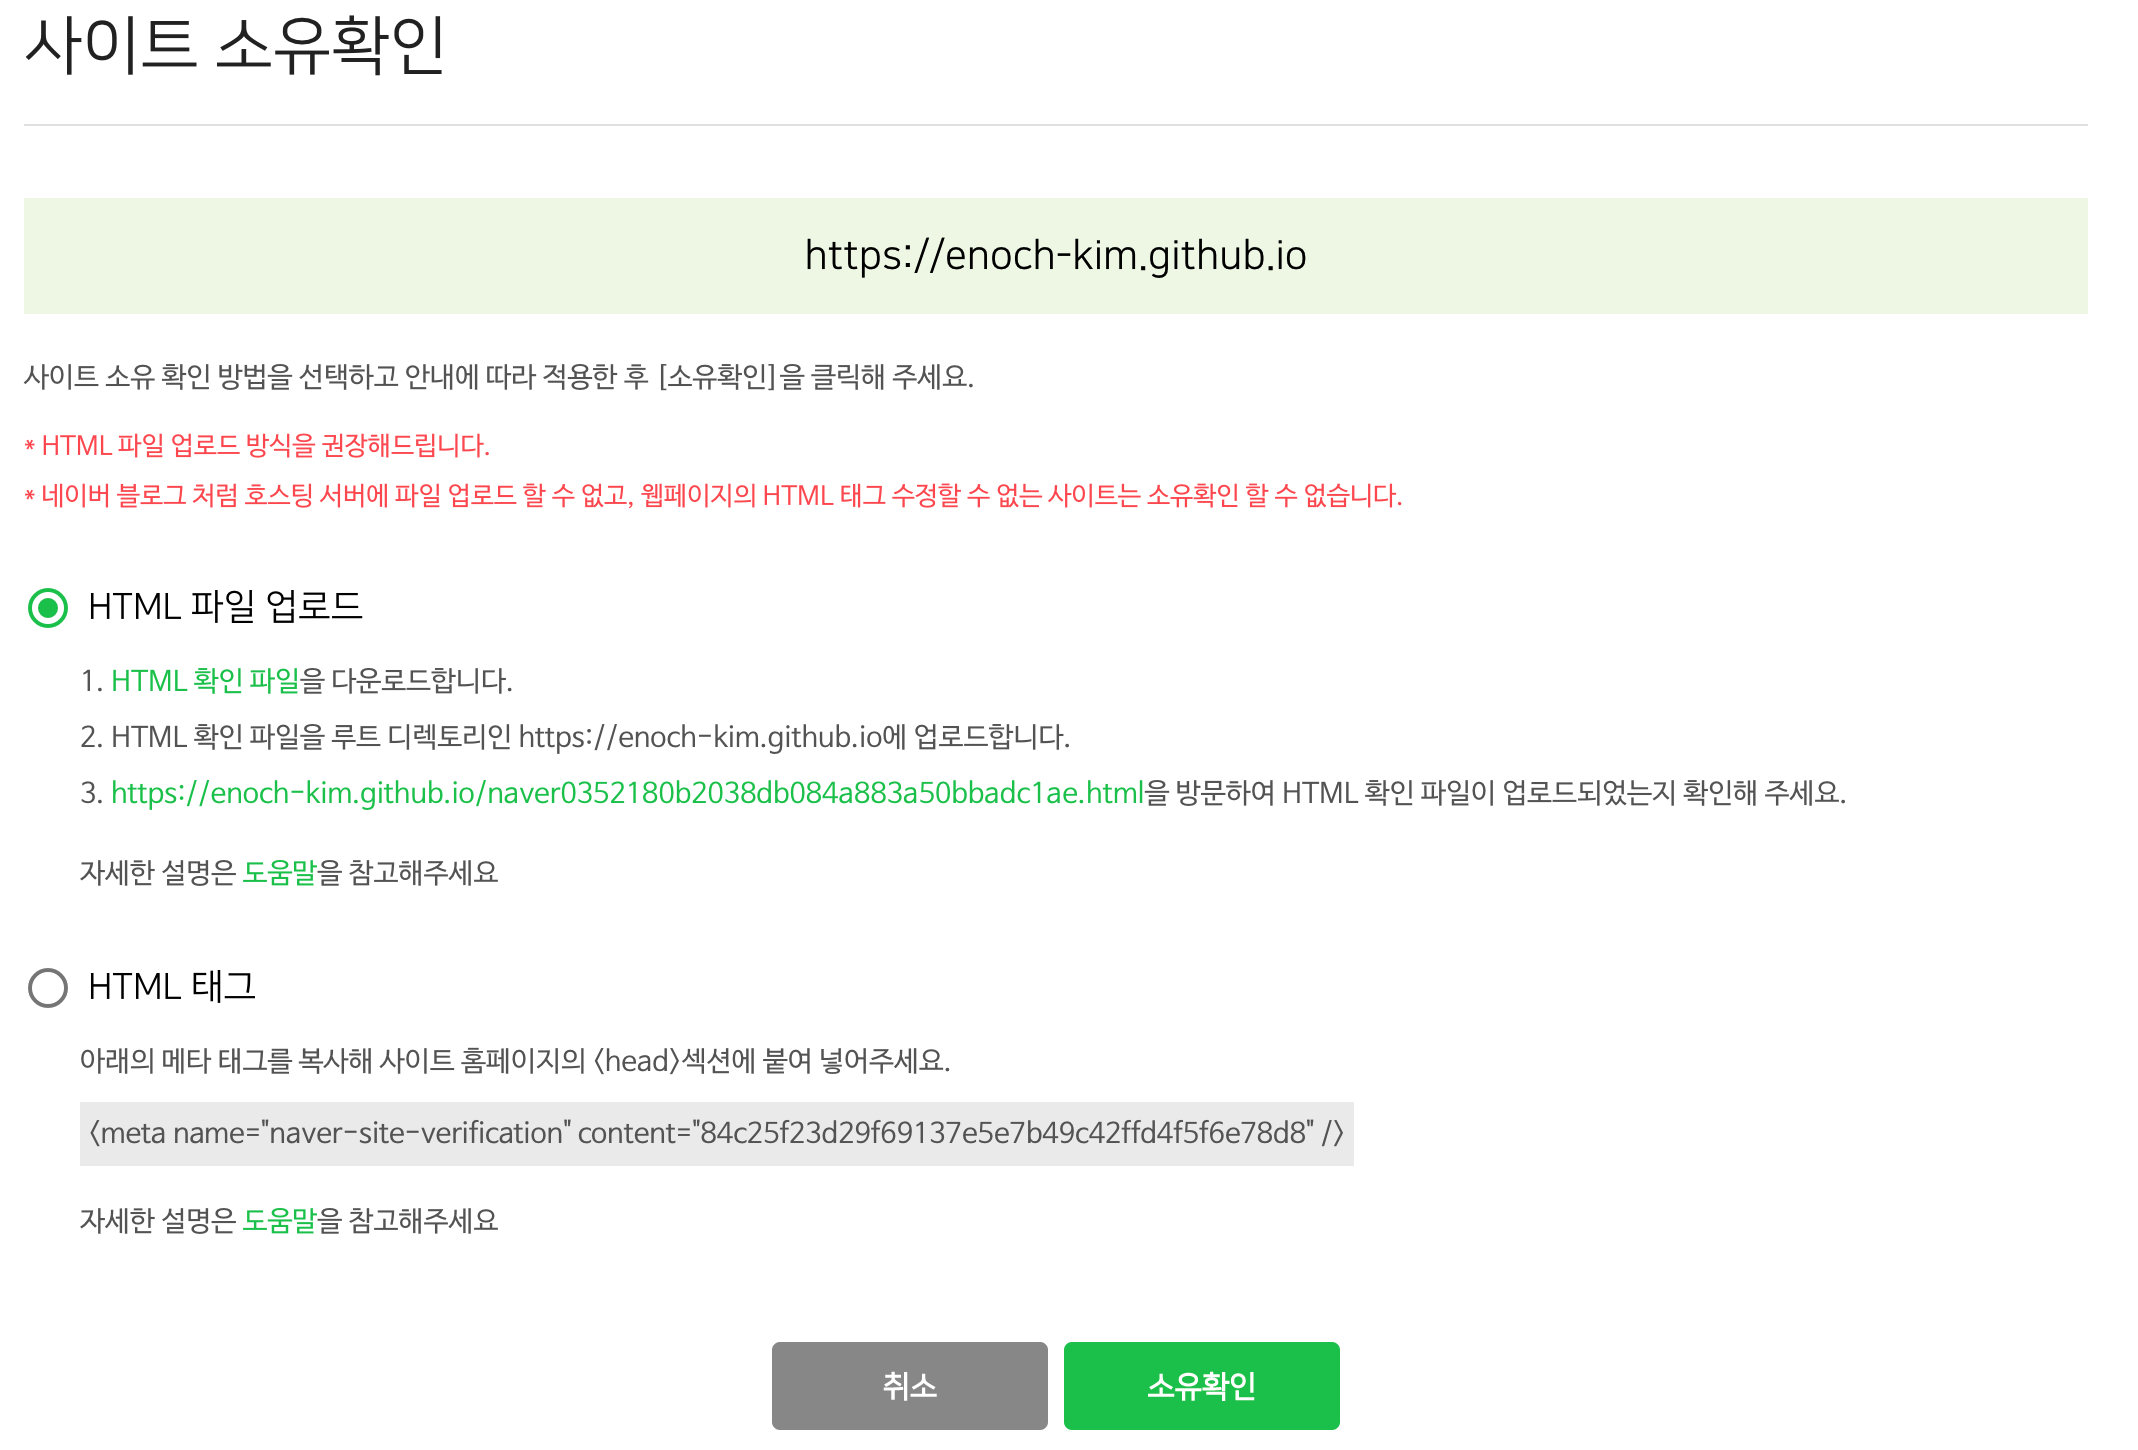 사이트 소유확인
https://enoch-kim.github.io
사이트 소유 확인 방법을 선택하고 안내에 따라 적용한 후 [소유확인]을 클릭해 주세요.
* HTML 파일 업로드 방식을 권장해드립니다.
* 네이버 블로그 처럼 호스팅 서버에 파일 업로드 할 수 없고, 웹페이지의 HTML 태그 수정할 수 없는 사이트는 소유확인 할 수 없습니다.
HTML 파일 업로드
1. HTML 확인 파일을 다운로드합니다.
2. HTML 확인 파일을 루트 디렉토리인 https://enoch-kim.github.io에 업로드합니다.
3. https://enoch-kim.github.io/naver0352180b2038db084a883a50bbadc1ae.html을 방문하여 HTML 확인 파일이 업로드되었는지 확인해 주세요.
자세한 설명은 도움말을 참고해주세요
HTML 태그
아래의 메타 태그를 복사해 사이트 홈페이지의 <head>섹션에 붙여 넣어주세요.
<meta name="naver-site-verification" content="84c25f23d29f69137e5e7b49c42ffd4f5f6e78d8" />
자세한 설명은 도움말을 참고해주세요
취소 소유확인